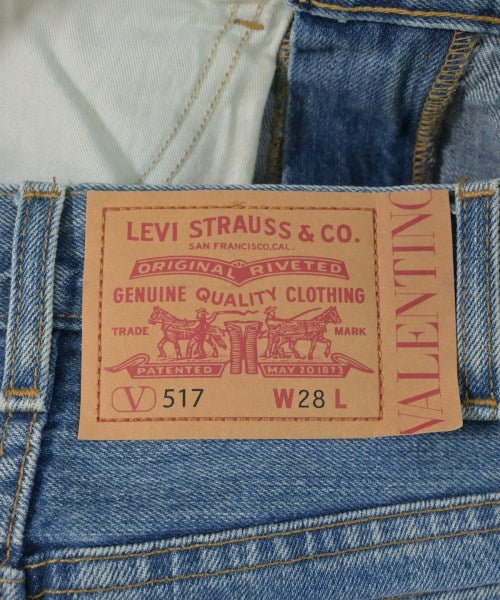 LEVI STRAUSS & CO.
SAN FRANCISCO,CAL.
ORIGINAL RIVETED
GENUINE QUALITY CLOTHING
TRADE MARK
PATENTED MAY 20 1873
V 517 W 28 L
VALENTINO